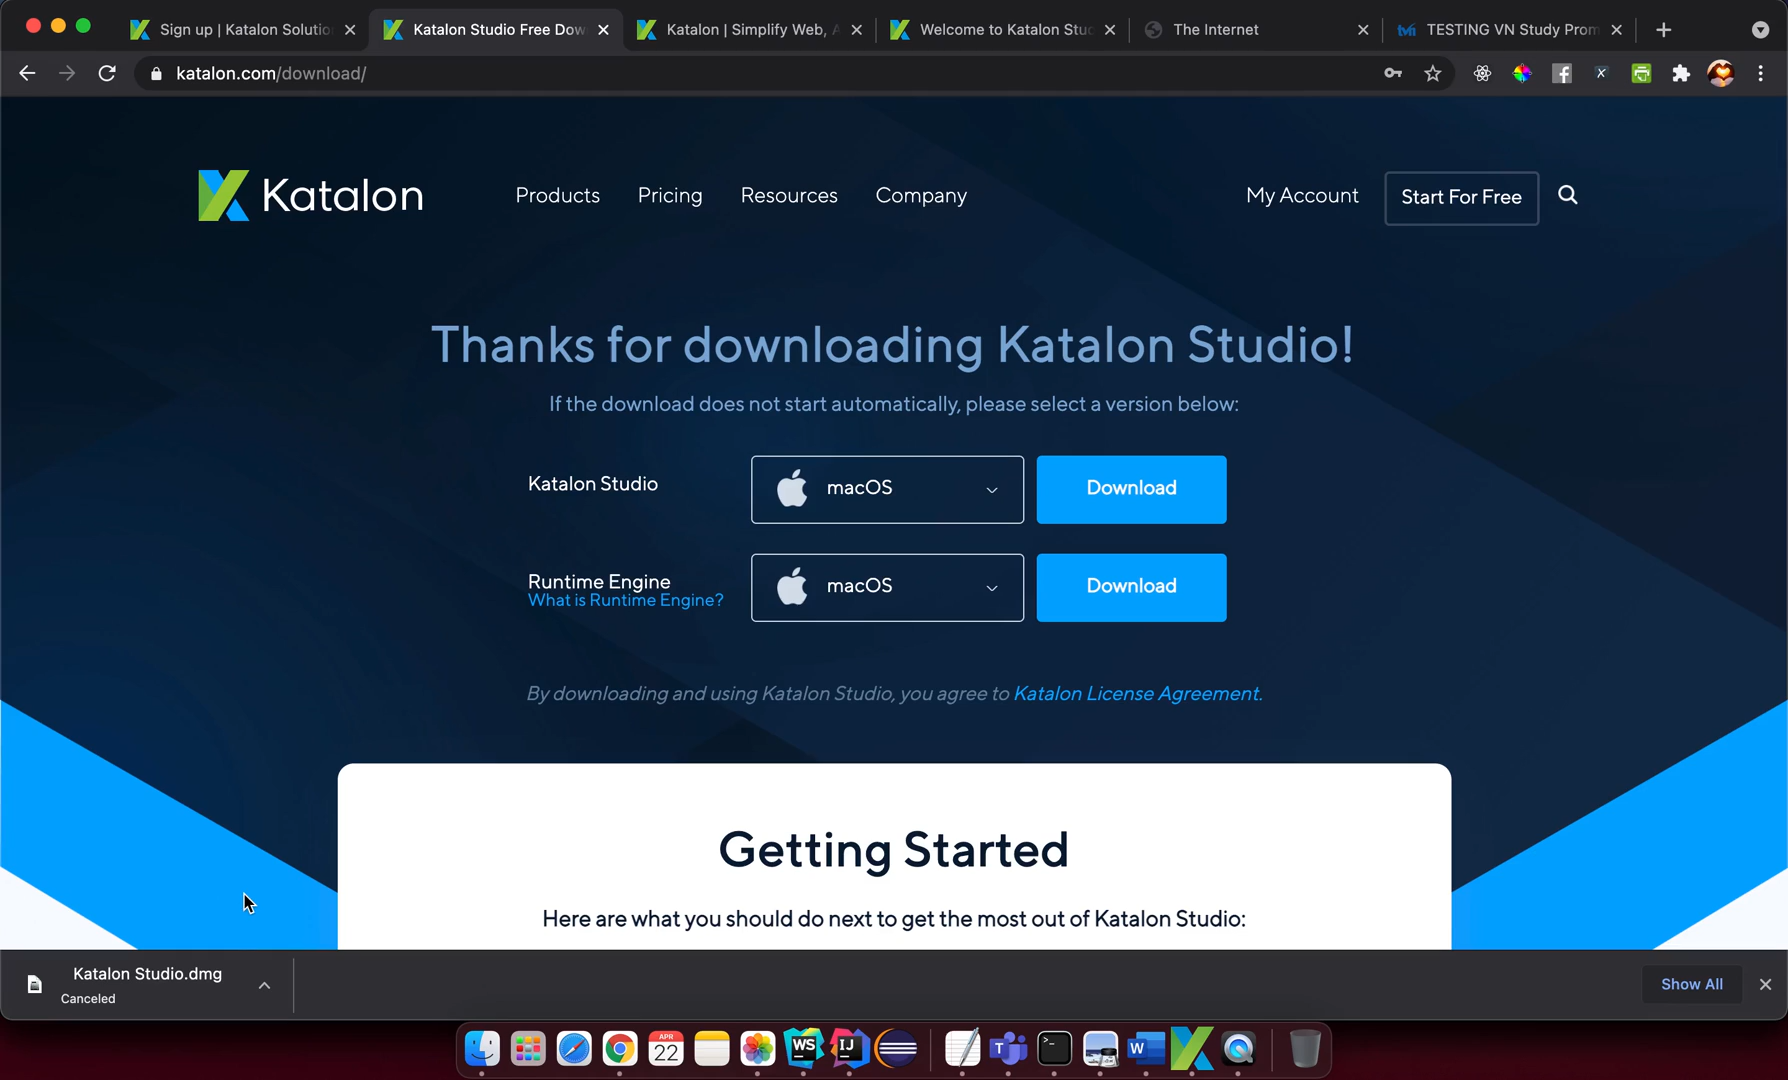 Sign up | Katalon Solutio
Katalon Studio Free Dow
Katalon | Simplify Web, A
Welcome to Katalon Stud
The Internet
TESTING VN Study Prom
katalon.com/download/
Katalon
Products
Pricing
Resources
Company
My Account
Start For Free
Thanks for downloading Katalon Studio!
If the download does not start automatically, please select a version below:
Katalon Studio
macOS
Download
Runtime Engine
What is Runtime Engine?
macOS
Download
By downloading and using Katalon Studio, you agree to Katalon License Agreement.
Getting Started
Here are what you should do next to get the most out of Katalon Studio:
Katalon Studio.dmg
Canceled
Show All
APR
22
WS
IJ
T
W